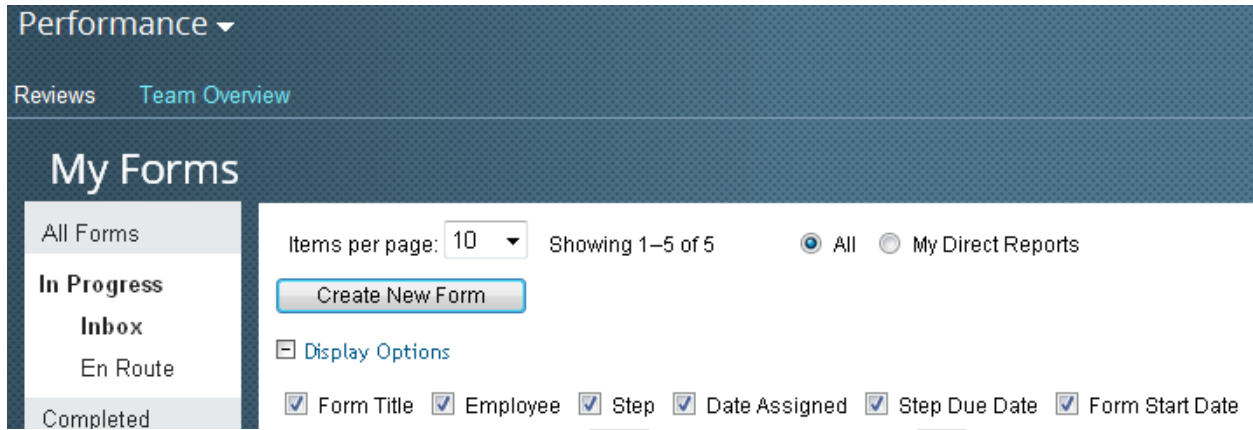 Performance
Reviews Team Overview
My Forms
All Forms
In Progress
Inbox
En Route
Completed
Items per page: 10 Showing 1–5 of 5 All My Direct Reports
Create New Form
Display Options
Form Title Employee Step Date Assigned Step Due Date Form Start Date